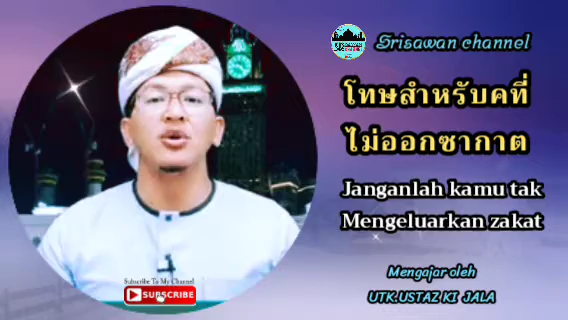 Srisawan channel
โทษสำหรับคที่
ไม่ออกซากาต
Janganlah kamu tak
Mengeluarkan zakat
Mengajar oleh
UTK.USTAZ KI JALA
Subscribe To My Channel
SUBSCRIBE